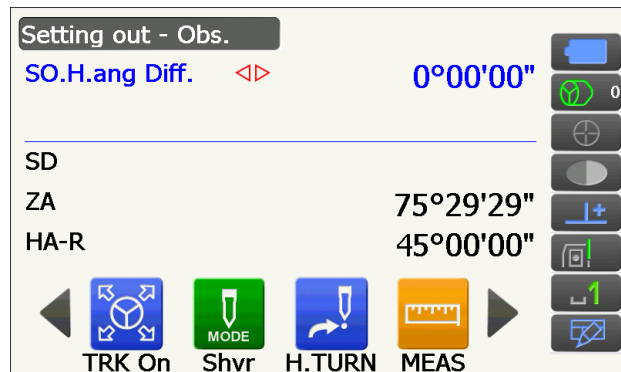 Setting out - Obs.
SO.H.ang Diff. ◁▷ 0°00'00"
0
SD
ZA 75°29'29"
HA-R 45°00'00"
1
MODE
TRK On Shvr H.TURN MEAS